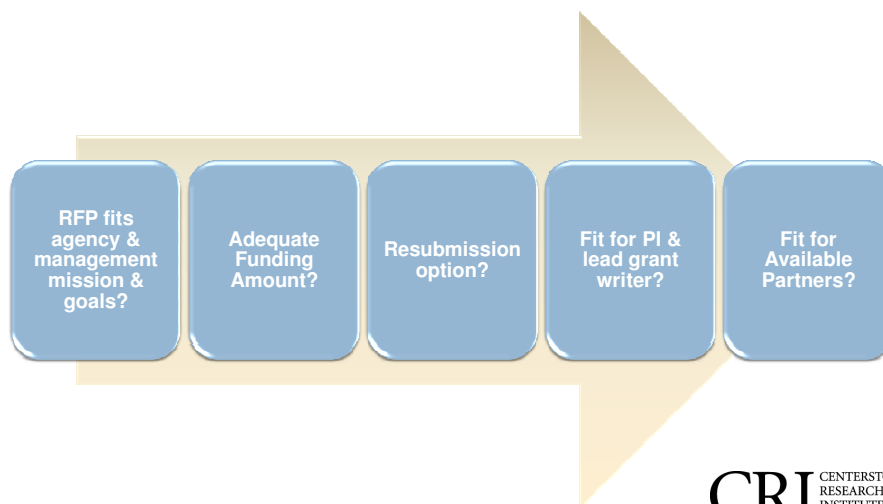 RFP fits
agency &
management
mission &
goals?
Adequate
Funding
Amount?
Resubmission
option?
Fit for PI &
lead grant
writer?
Fit for
Available
Partners?
CRI
RESEARCH